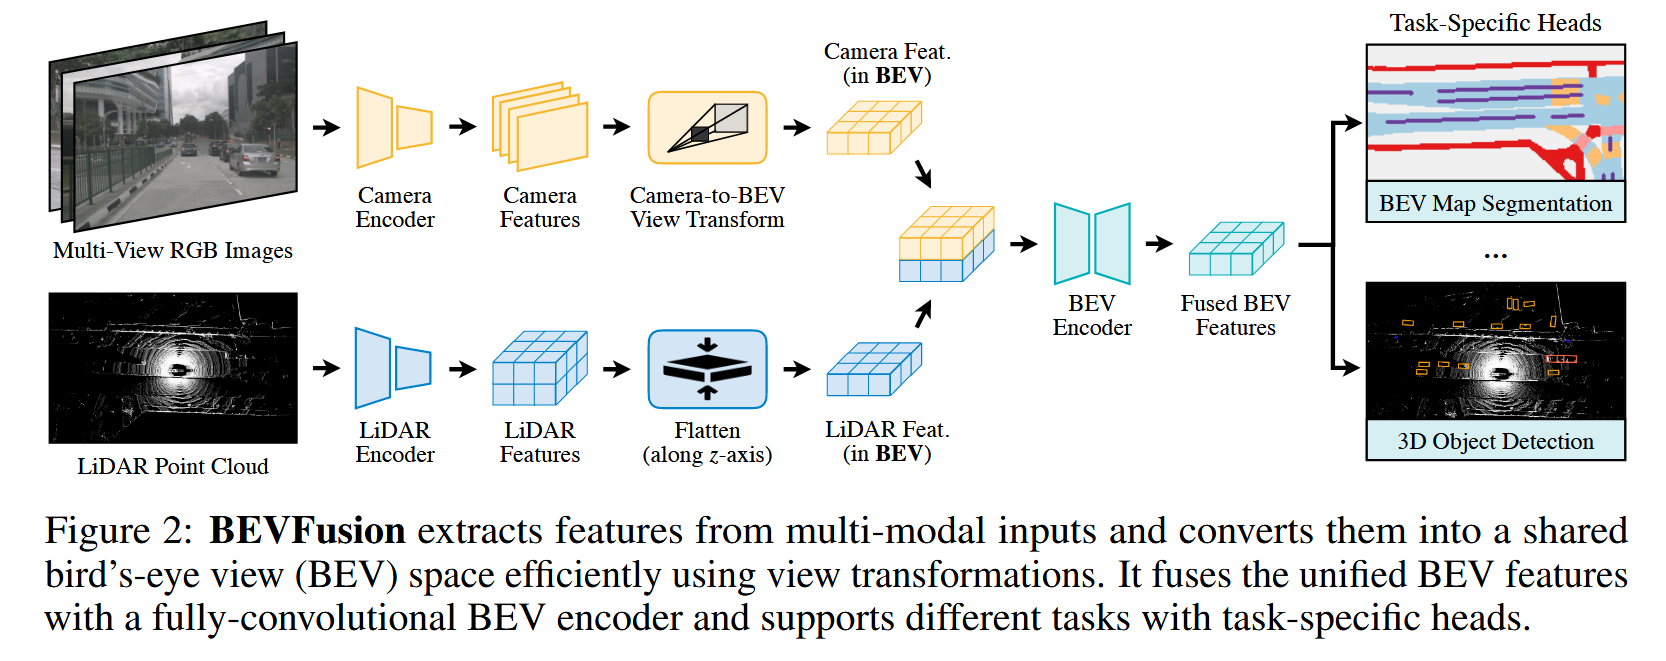 Task-Specific Heads
Camera Feat.
(in BEV)
Camera
Encoder
Camera
Features
Camera-to-BEV
View Transform
BEV Map Segmentation
Multi-View RGB Images
...
BEV
Encoder
Fused BEV
Features
LiDAR
Encoder
LiDAR
Features
Flatten
(along z-axis)
LiDAR Feat.
(in BEV)
3D Object Detection
LiDAR Point Cloud
Figure 2: BEVFusion extracts features from multi-modal inputs and converts them into a shared
bird's-eye view (BEV) space efficiently using view transformations. It fuses the unified BEV features
with a fully-convolutional BEV encoder and supports different tasks with task-specific heads.